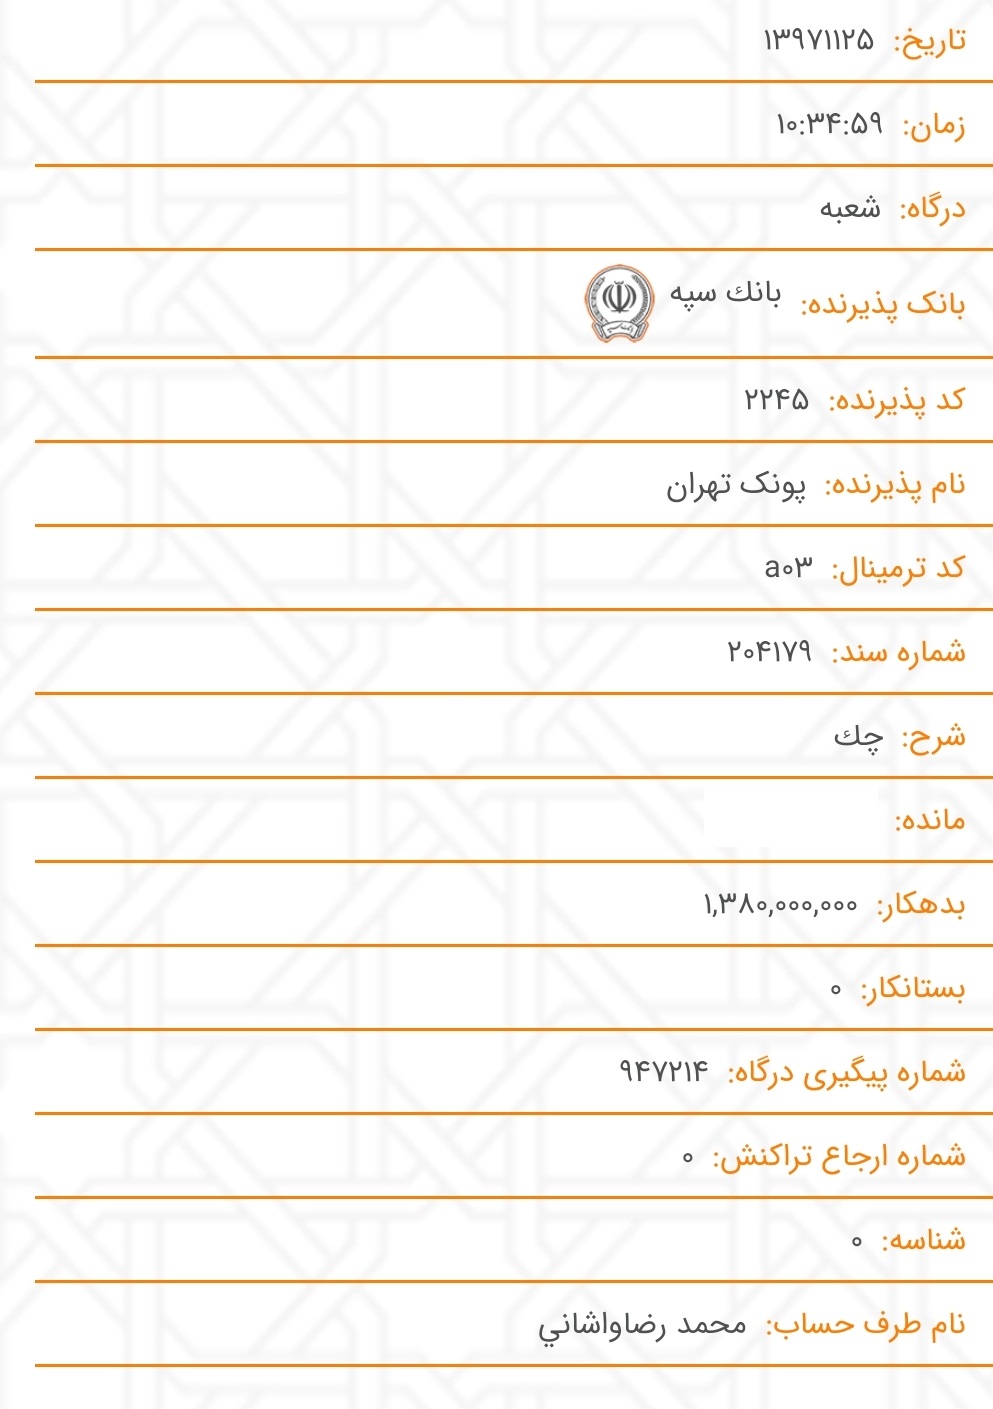 تاریخ: ۱۳۹۷۱۱۲۵
زمان: ۱۰:۳۴:۵۹
درگاه: شعبه
بانک پذیرنده: بانك سپه
کد پذیرنده: ۲۲۴۵
نام پذیرنده: پونک تهران
کد ترمینال: a۰۳
شماره سند: ۲۰۴۱۷۹
شرح: چك
مانده:
بدهکار: ۱,۳۸۰,۰۰۰,۰۰۰
بستانکار: ۰
شماره پیگیری درگاه: ۹۴۷۲۱۴
شماره ارجاع تراکنش: ۰
شناسه: ۰
نام طرف حساب: محمد رضاواشاني